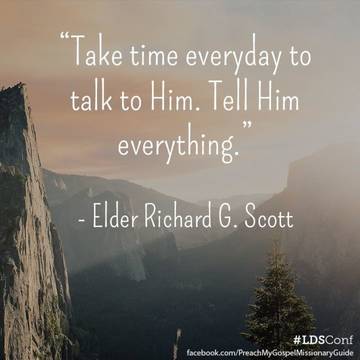 “Take time everyday to
talk to Him. Tell Him
everything.”
- Elder Richard G. Scott
#LDSConf
facebook.com/PreachMyGospelMissionaryGuide